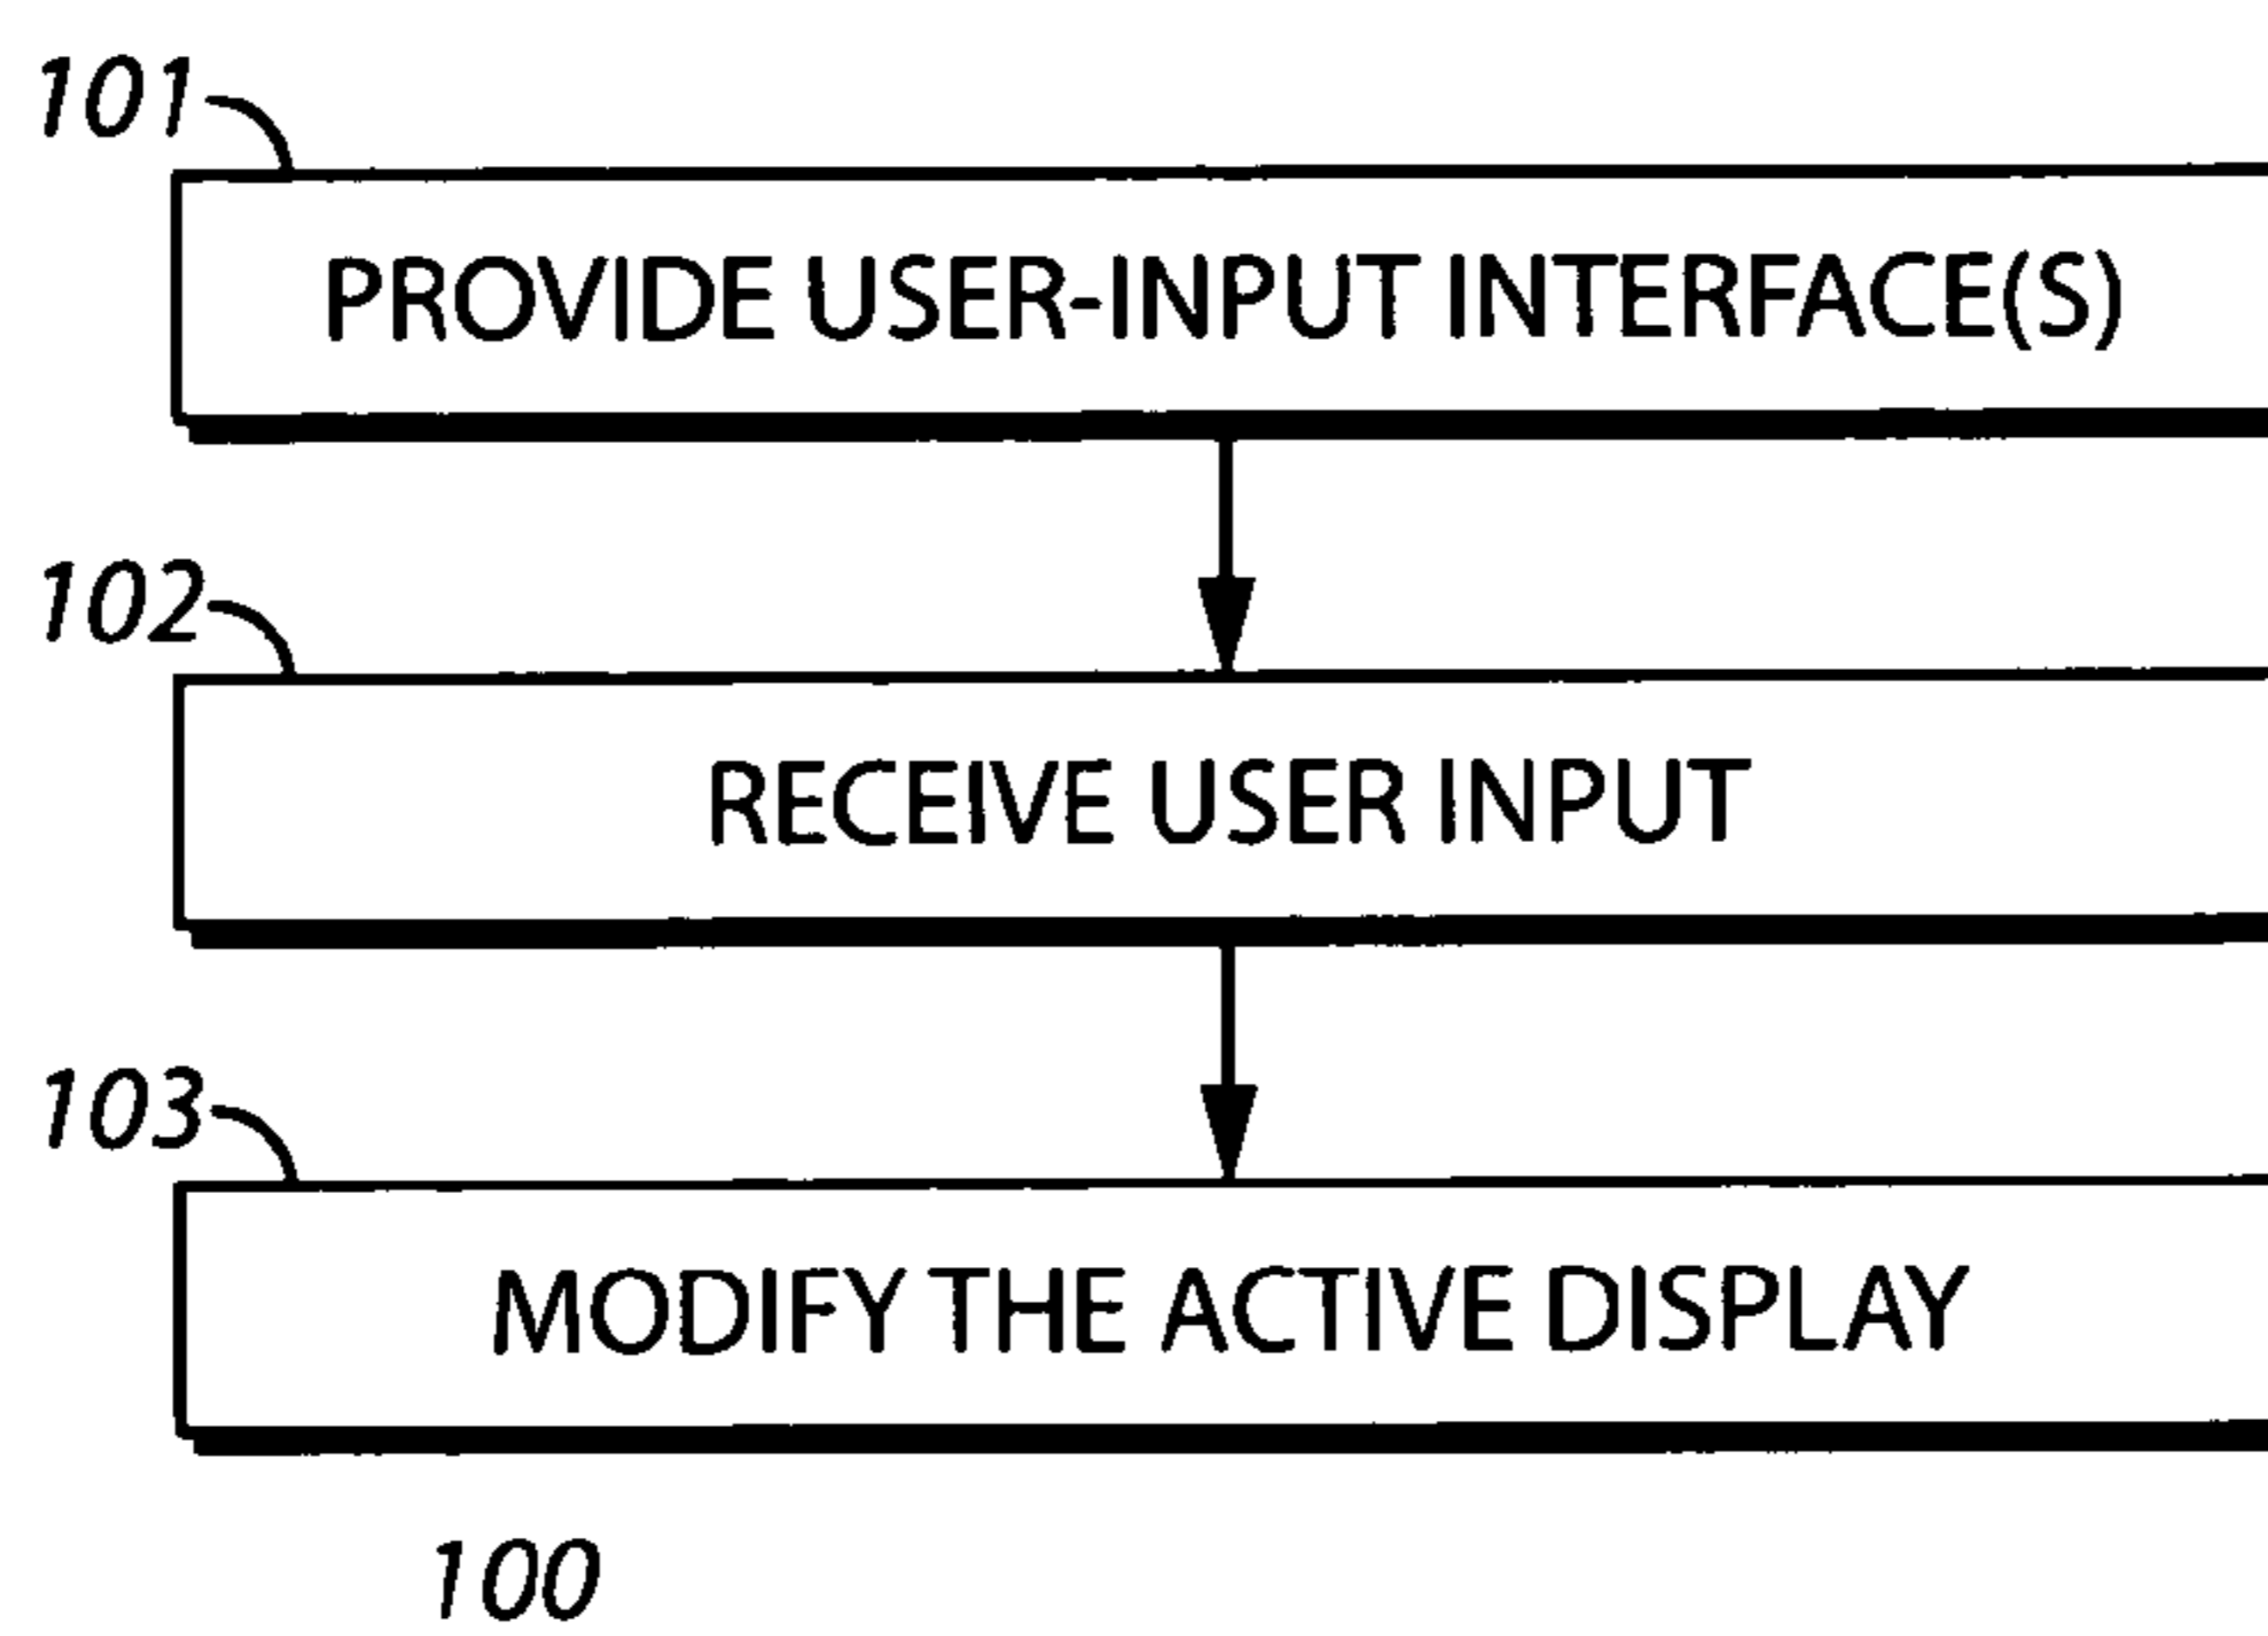 101
PROVIDE USER-INPUT INTERFACE(S)
102
RECEIVE USER INPUT
103
MODIFY THE ACTIVE DISPLAY
100